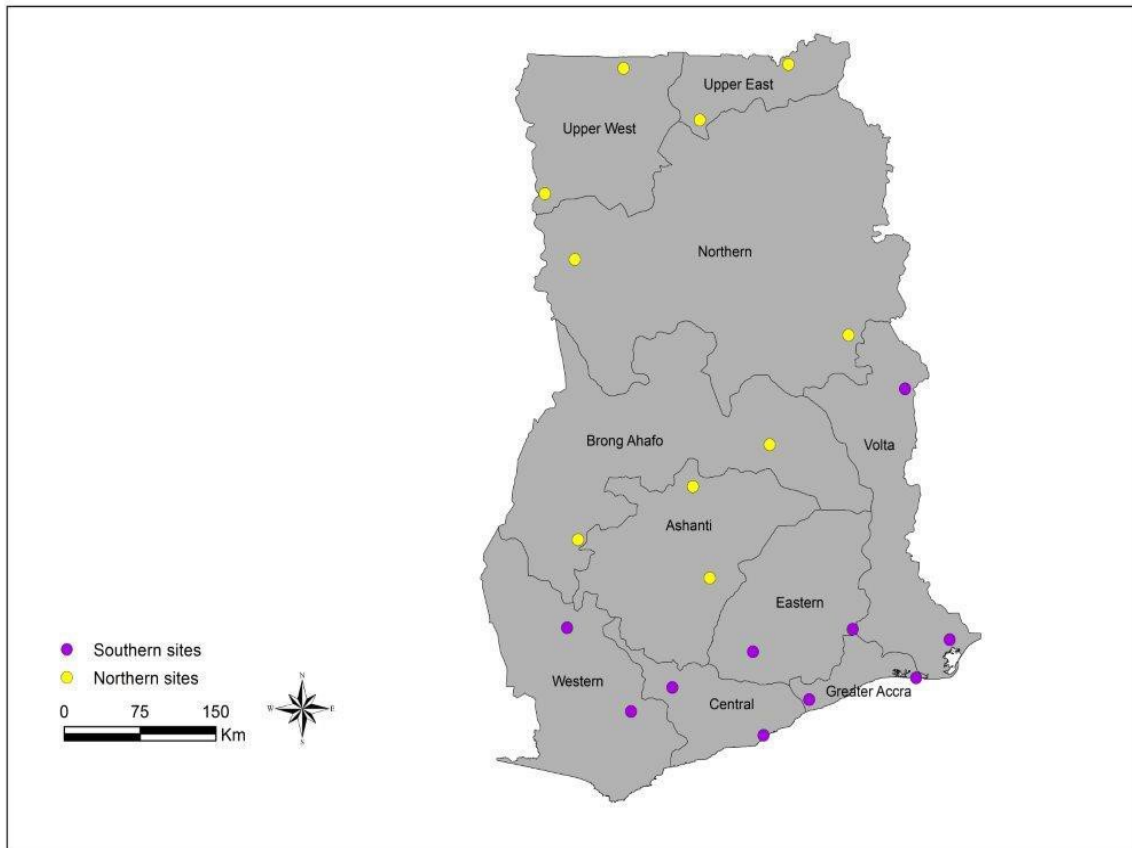 Upper East
Upper West
Northern
Brong Ahafo
Volta
Ashanti
Eastern
Western
Central
Greater Accra
Southern sites
Northern sites
0 75 150
Km
N
W E
S